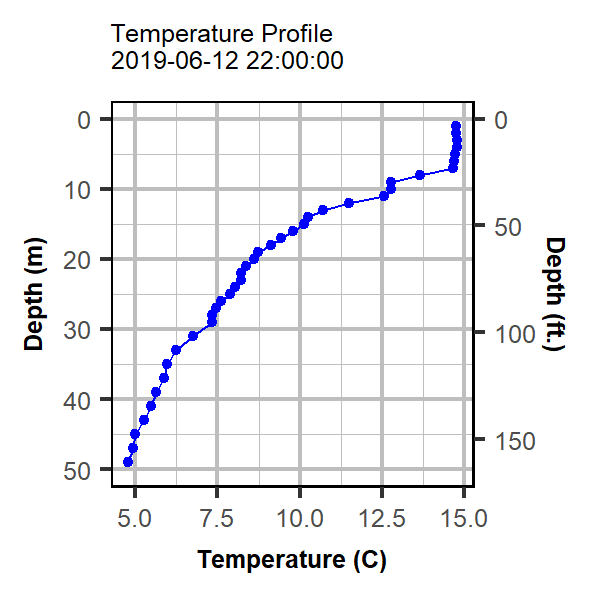 Temperature Profile
2019-06-12 22:00:00
0
10
20
30
40
50
Depth (m)
0
50
100
150
Depth (ft.)
5.0 7.5 10.0 12.5 15.0
Temperature (C)